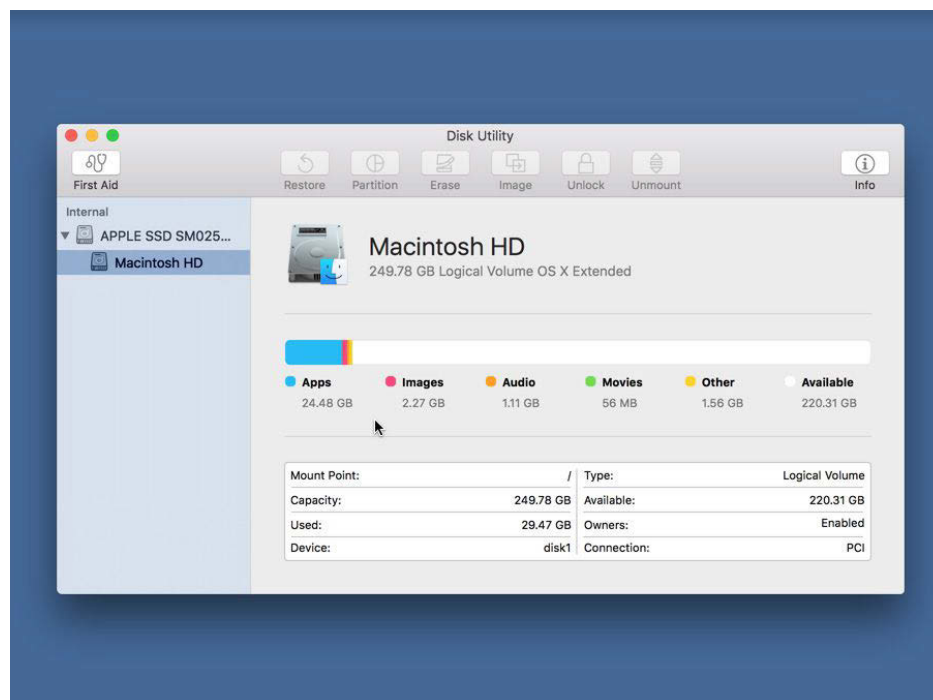 Disk Utility
First Aid Restore Partition Erase Image Unlock Unmount Info
Internal
APPLE SSD SM025...
Macintosh HD
Macintosh HD
249.78 GB Logical Volume OS X Extended
Apps Images Audio Movies Other Available
24.48 GB 2.27 GB 1.11 GB 56 MB 1.56 GB 220.31 GB
Mount Point: / Type: Logical Volume
Capacity: 249.78 GB Available: 220.31 GB
Used: 29.47 GB Owners: Enabled
Device: disk1 Connection: PCI